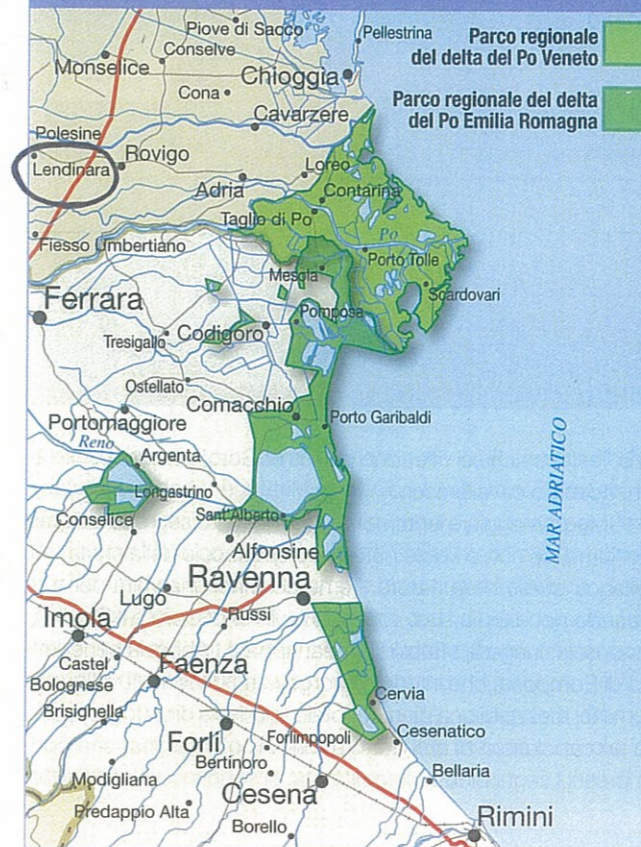 Piove di Sacco
Pellestrina
Conselve
Monselice
Chioggia
Cona
Cavarzere
Parco regionale
del delta del Po Veneto
Parco regionale del delta
del Po Emilia Romagna
Polesine
Lendinara
Rovigo
Loreo
Adria
Contarina
Taglio di Po
Po
Fiesso Umbertiano
Porto Tolle
Mesola
Scardovari
Ferrara
Pomposa
Codigoro
Tresigallo
Ostellato
Comacchio
Porto Garibaldi
Portomaggiore
Reno
Argenta
Longastrino
MAR ADRIATICO
Conselice
Sant'Alberto
Alfonsine
Ravenna
Lugo
Russi
Imola
Castel
Bolognese
Faenza
Cervia
Brisighella
Forlì
Forlimpopoli
Cesenatico
Bertinoro
Bellaria
Modigliana
Cesena
Predappio Alta
Rimini
Borello